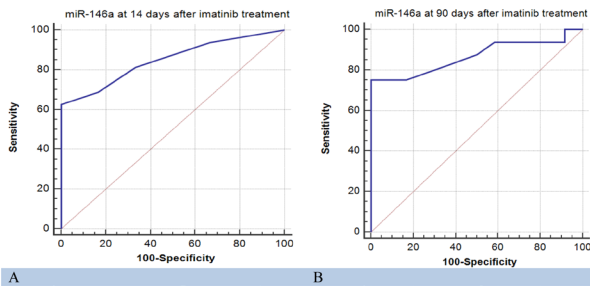 miR-146a at 14 days after imatinib treatment
100
80
60
40
20
0
Sensitivity
0 20 40 60 80 100
100-Specificity
A
miR-146a at 90 days after imatinib treatment
100
80
60
40
20
0
Sensitivity
0 20 40 60 80 100
100-Specificity
B